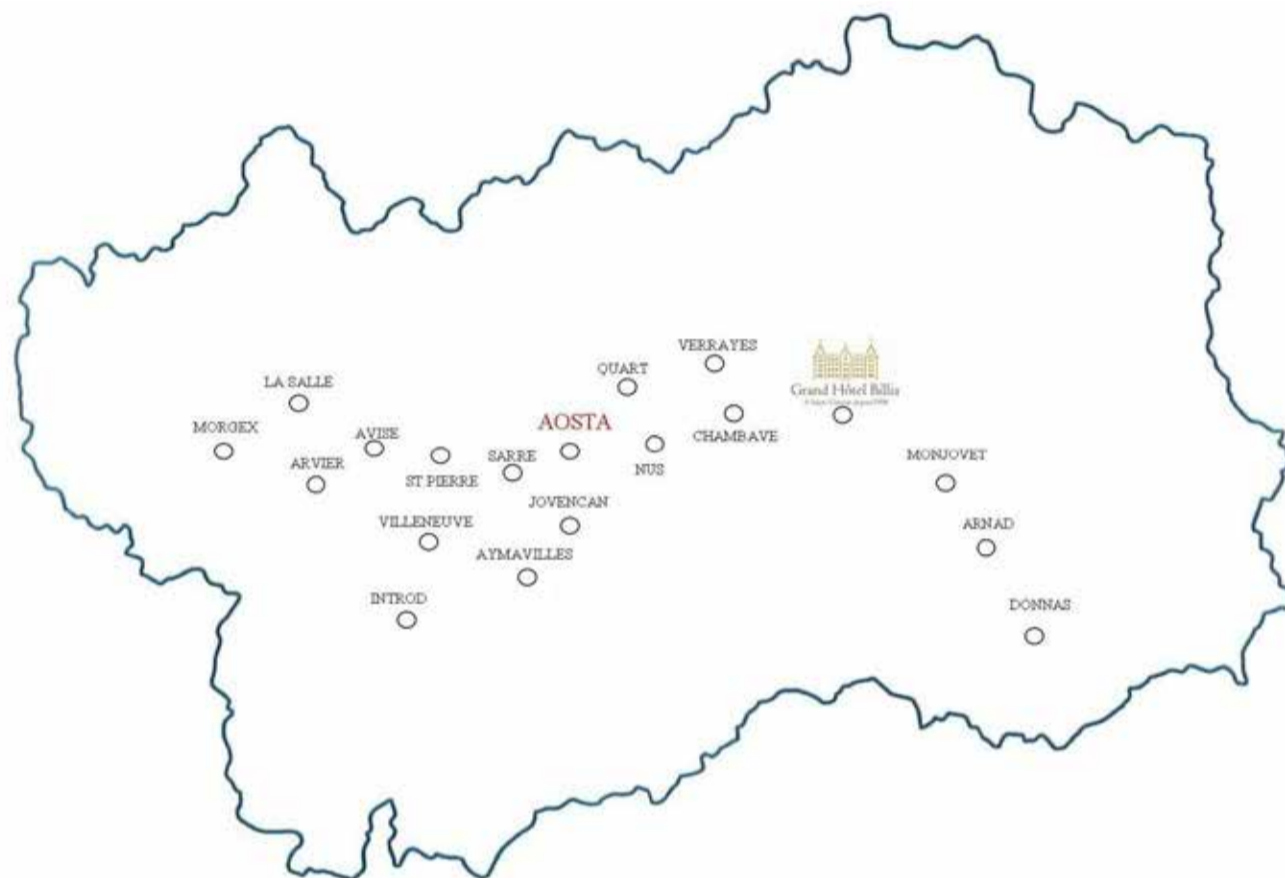 VERRAYES
QUART
Grand Hôtel Billia
LA SALLE
AOSTA
MORGEX
AVISE
CHAMBAVE
SARRE
NUS
MONJOVET
ARVIER
ST PIERRE
JOVENCAN
VILLENEUVE
ARNAD
AYMAVILLES
INTROD
DONNAS